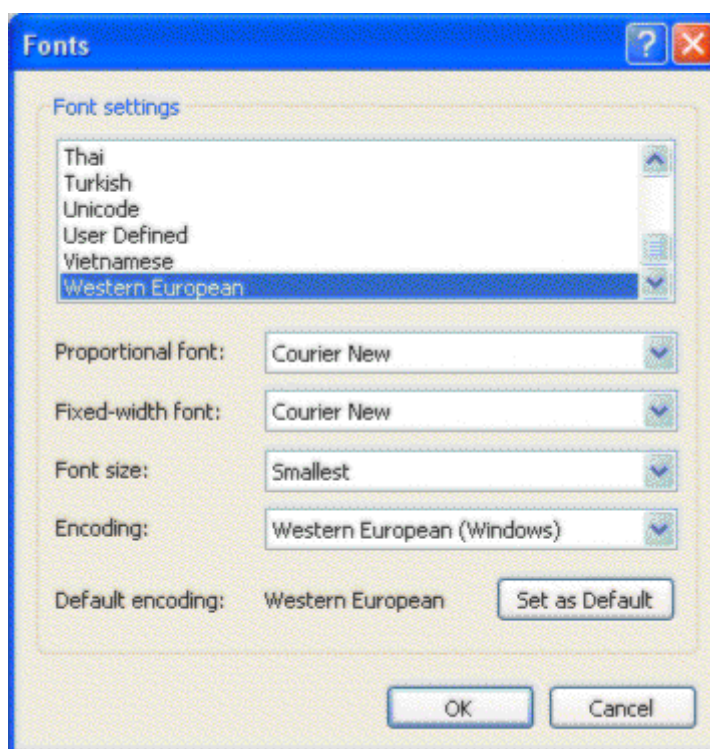 Fonts
Font settings
Thai
Turkish
Unicode
User Defined
Vietnamese
Western European
Proportional font: Courier New
Fixed-width font: Courier New
Font size: Smallest
Encoding: Western European (Windows)
Default encoding: Western European Set as Default
OK Cancel